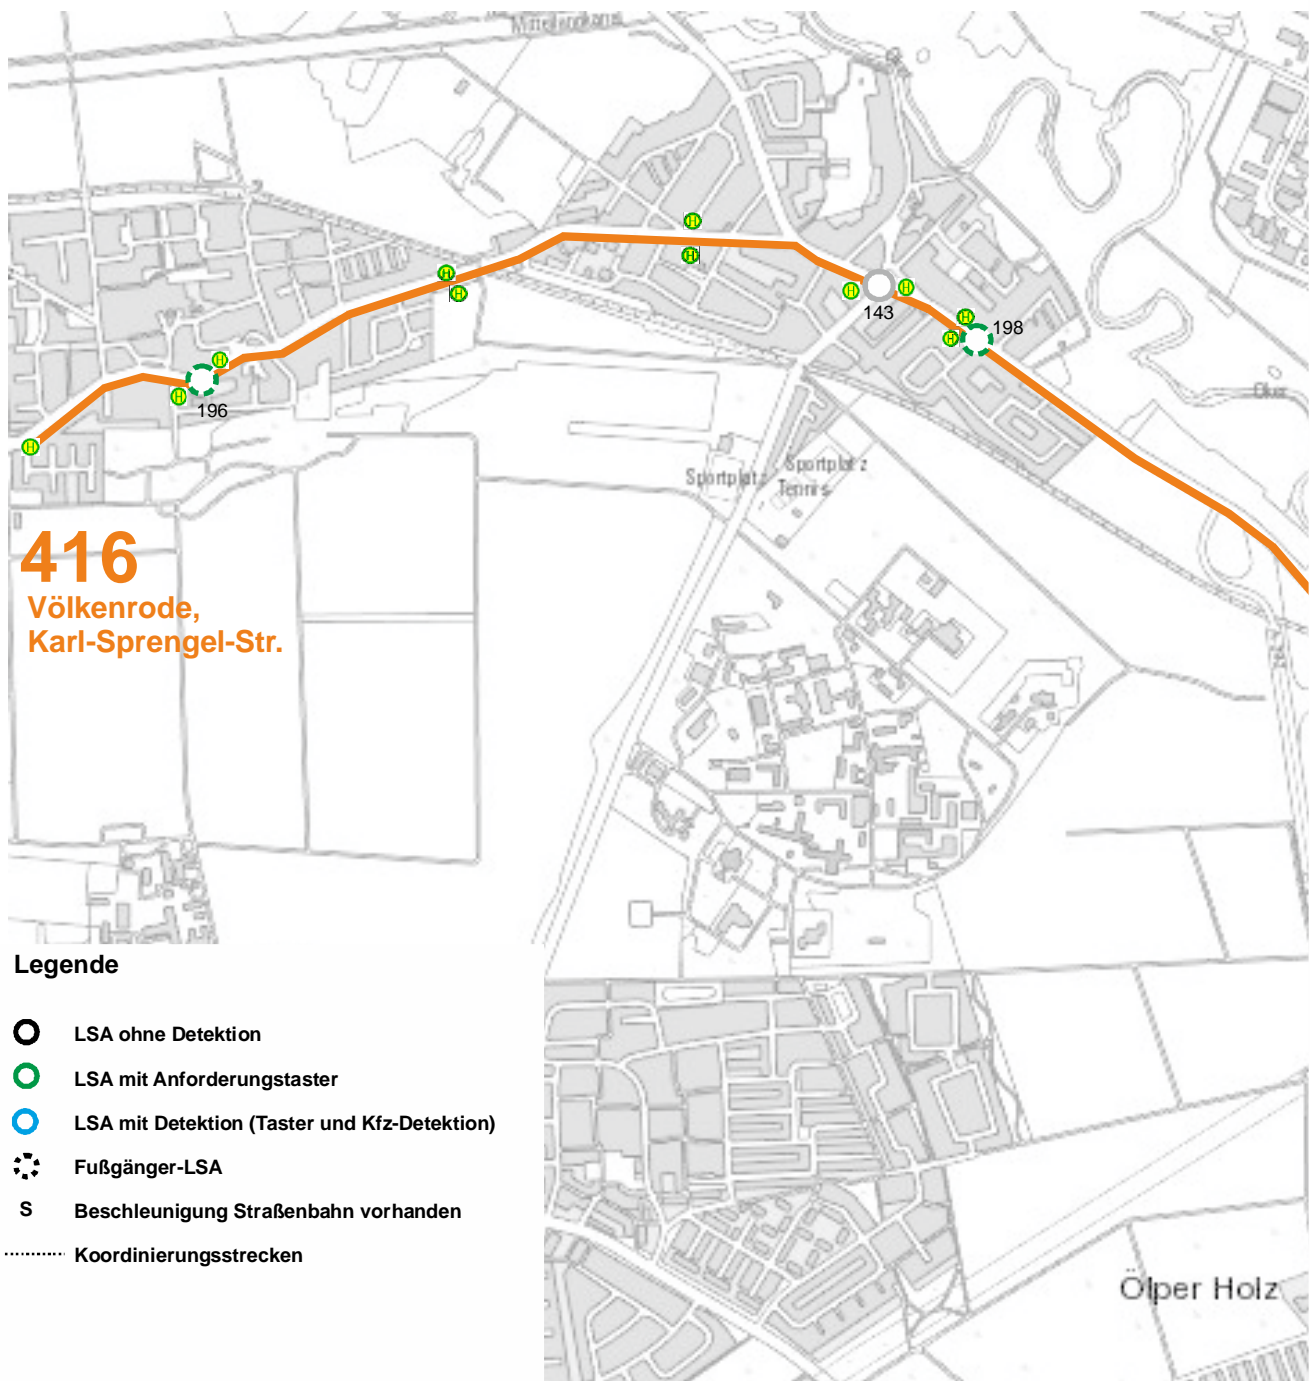 Mittellandkanal
H
H
H
H
H
H
143
H
198
H
H
H
196
H
Oker
H
Sportplatz
Sportplatz
Tennis
416
Völkenrode,
Karl-Sprengel-Str.
Legende
LSA ohne Detektion
LSA mit Anforderungstaster
LSA mit Detektion (Taster und Kfz-Detektion)
Fußgänger-LSA
S Beschleunigung Straßenbahn vorhanden
Koordinierungsstrecken
Ölper Holz